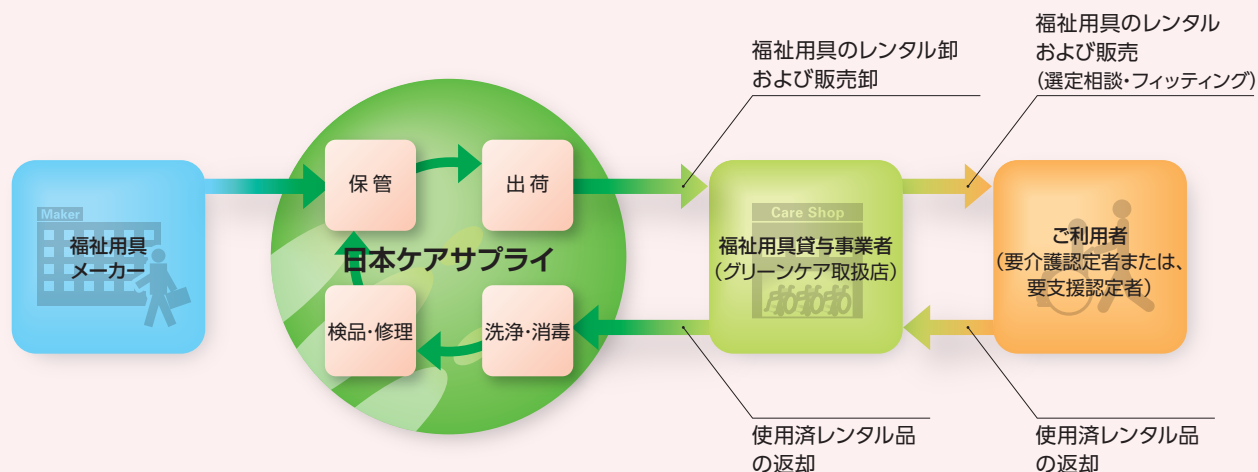 福祉用具のレンタル卸
および販売卸
福祉用具のレンタル
および販売
(選定相談・フィッティング)
Maker
福祉用具
メーカー
保管
出荷
日本ケアサプライ
検品・修理
洗浄・消毒
Care Shop
福祉用具貸与事業者
(グリーンケア取扱店)
ご利用者
(要介護認定者または、
要支援認定者)
使用済レンタル品
の返却
使用済レンタル品
の返却